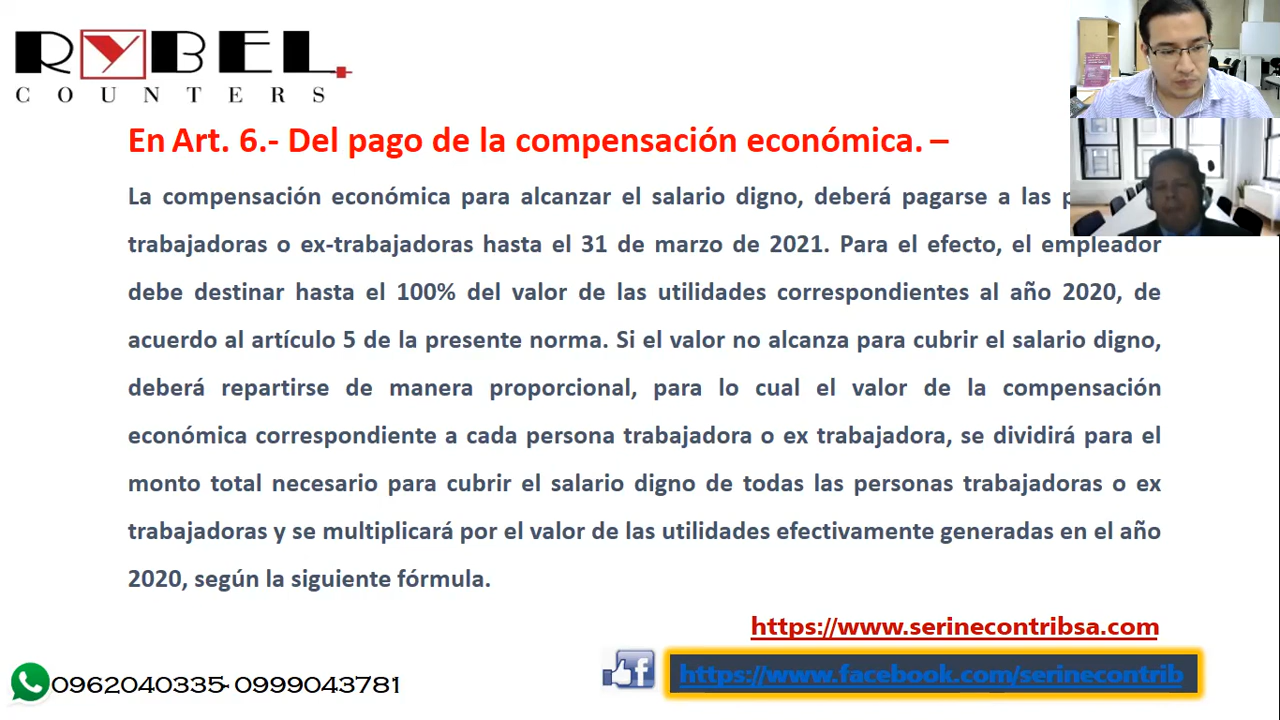 RYBEL
COUNTERS
En Art. 6.- Del pago de la compensación económica. –
La compensación económica para alcanzar el salario digno, deberá pagarse a las
trabajadoras o ex-trabajadoras hasta el 31 de marzo de 2021. Para el efecto, el empleador
debe destinar hasta el 100% del valor de las utilidades correspondientes al año 2020, de
acuerdo al artículo 5 de la presente norma. Si el valor no alcanza para cubrir el salario digno,
deberá repartirse de manera proporcional, para lo cual el valor de la compensación
económica correspondiente a cada persona trabajadora o ex trabajadora, se dividirá para el
monto total necesario para cubrir el salario digno de todas las personas trabajadoras o ex
trabajadoras y se multiplicará por el valor de las utilidades efectivamente generadas en el año
2020, según la siguiente fórmula.
https://www.serinecontribsa.com
https://www.facebook.com/serinecontrib
0962040335- 0999043781